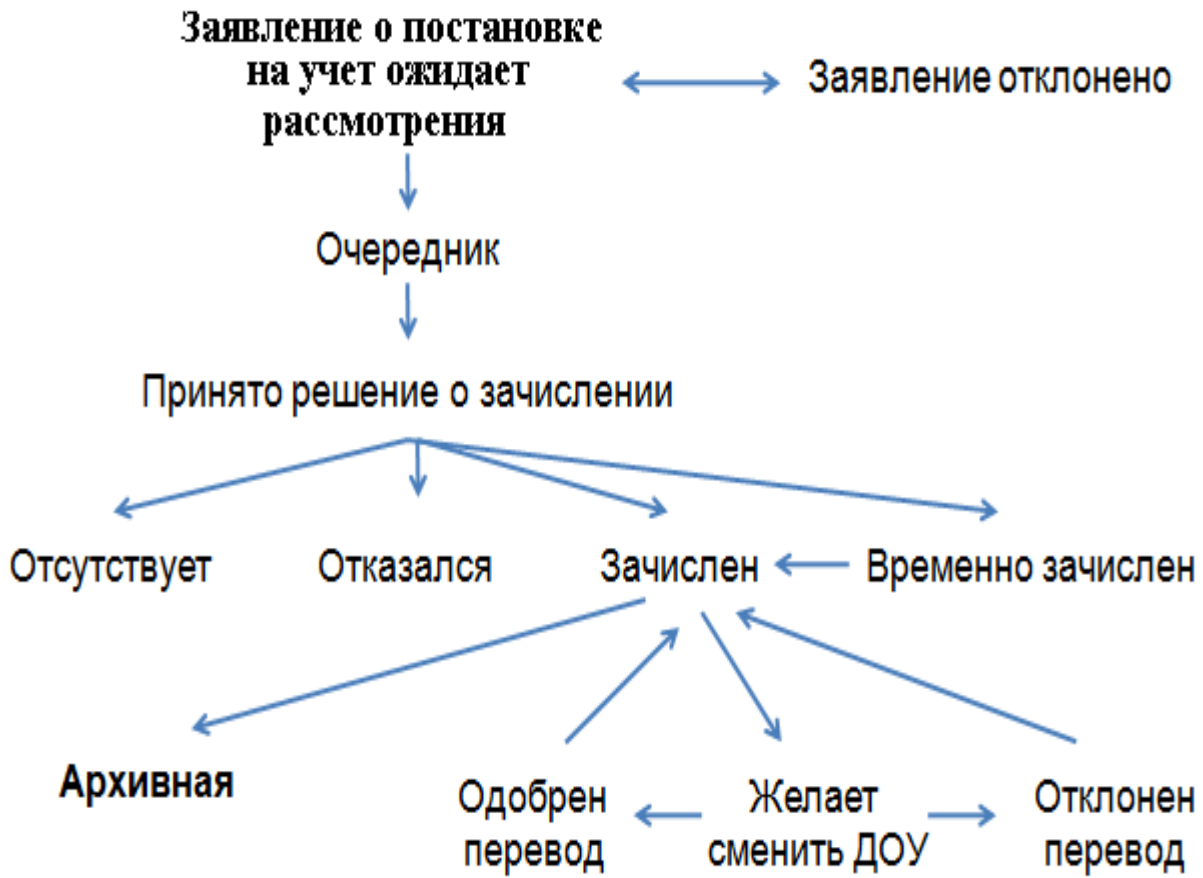 Заявление о постановке
на учет ожидает
рассмотрения
Заявление отклонено
Очередник
Принято решение о зачислении
Отсутствует
Отказался
Зачислен
Временно зачислен
Архивная
Одобрен
перевод
Желает
сменить ДОУ
Отклонен
перевод